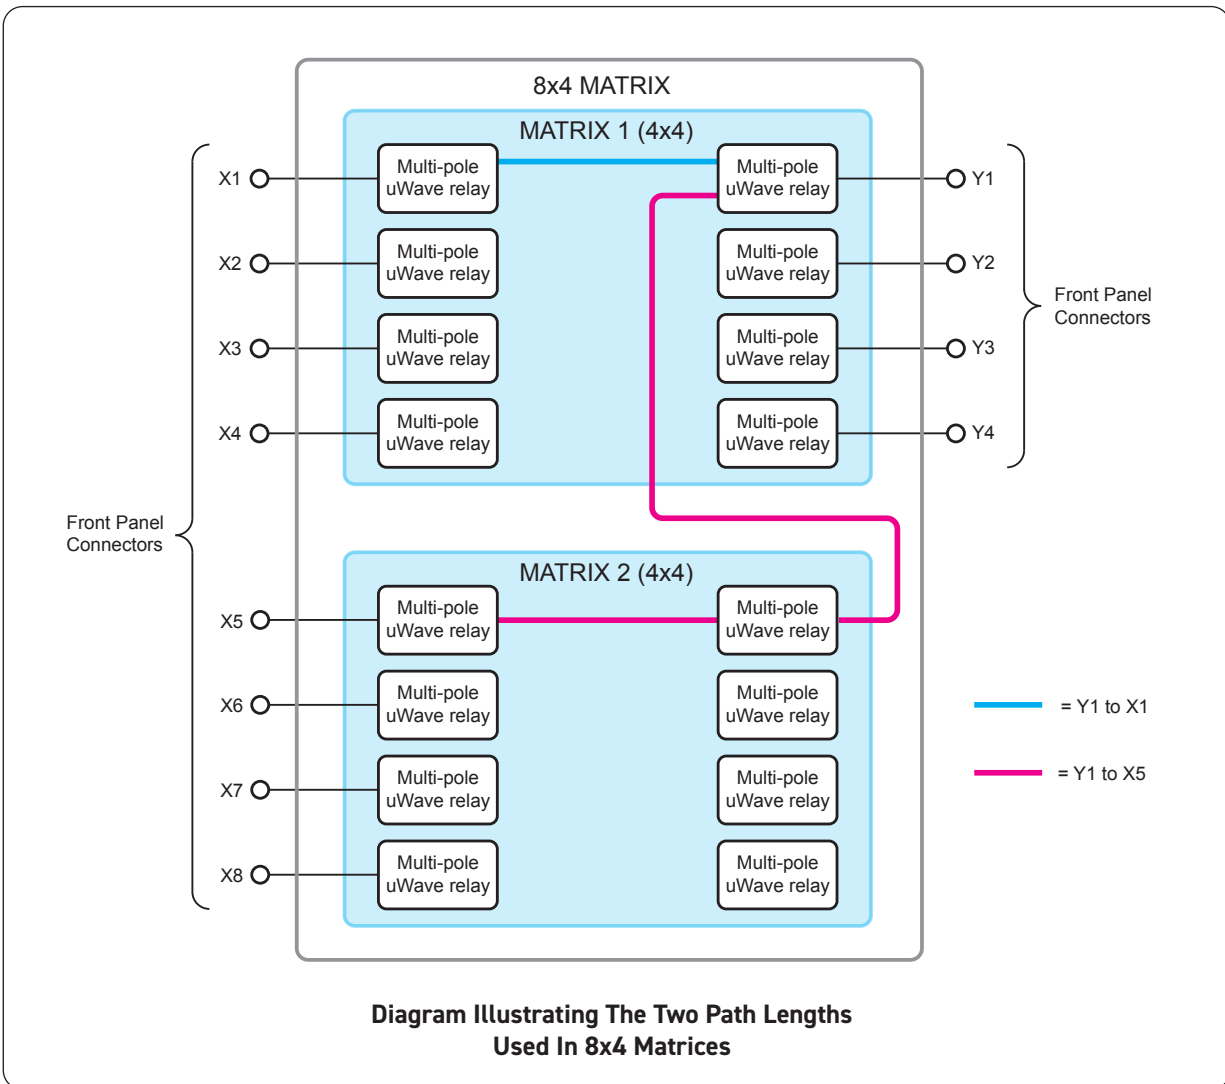 8x4 MATRIX
MATRIX 1 (4x4)
X1
Multi-pole
uWave relay
Multi-pole
uWave relay
Y1
X2
Multi-pole
uWave relay
Multi-pole
uWave relay
Y2
X3
Multi-pole
uWave relay
Multi-pole
uWave relay
Y3
X4
Multi-pole
uWave relay
Multi-pole
uWave relay
Y4
Front Panel
Connectors
Front Panel
Connectors
MATRIX 2 (4x4)
X5
Multi-pole
uWave relay
Multi-pole
uWave relay
X6
Multi-pole
uWave relay
Multi-pole
uWave relay
X7
Multi-pole
uWave relay
Multi-pole
uWave relay
X8
Multi-pole
uWave relay
Multi-pole
uWave relay
= Y1 to X1
= Y1 to X5
Diagram Illustrating The Two Path Lengths
Used In 8x4 Matrices